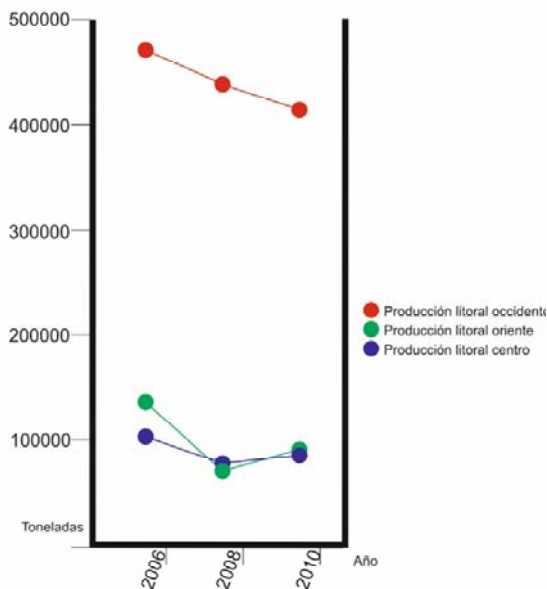 500000
400000
300000
200000
100000
Toneladas
2006
2008
2010
Año
Producción litoral occidente
Producción litoral oriente
Producción litoral centro